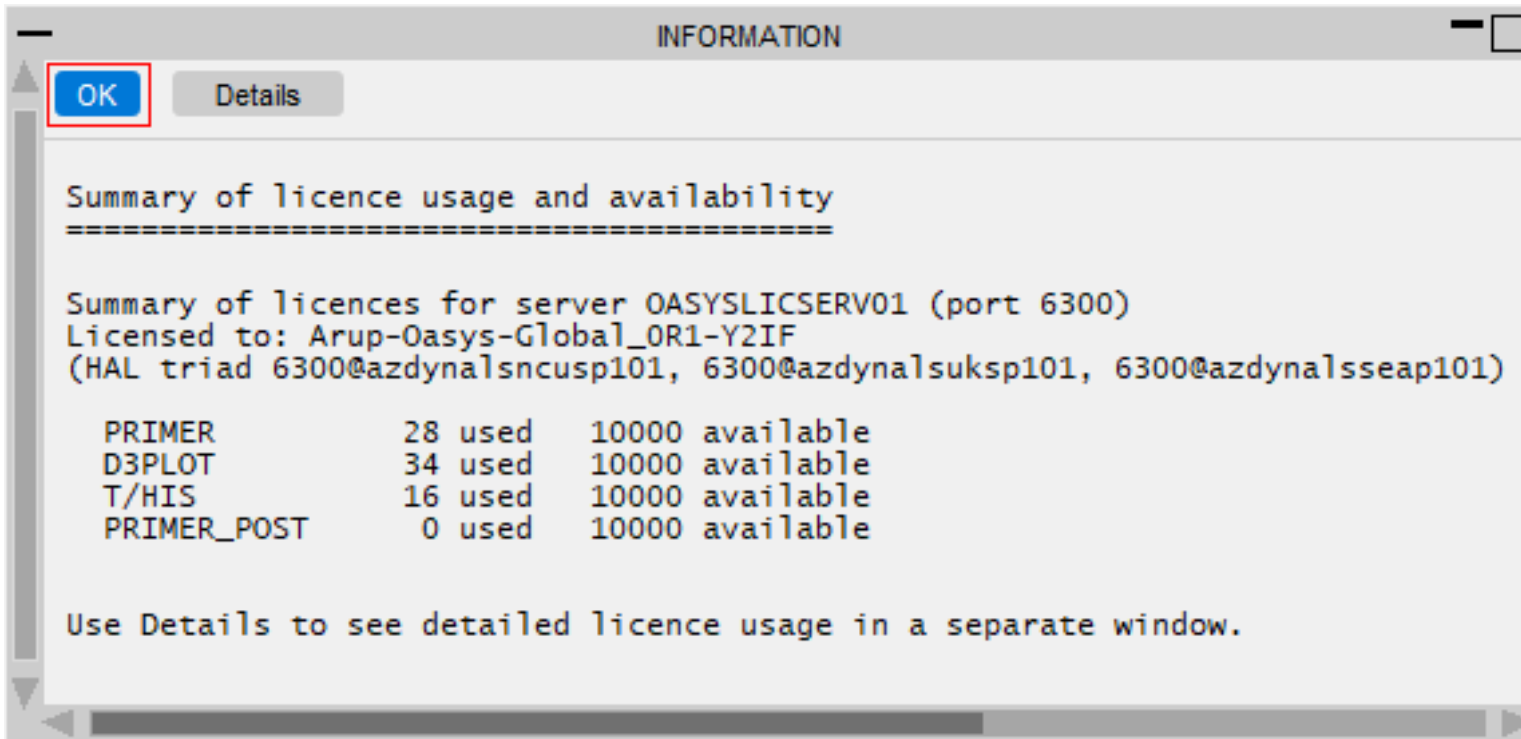 INFORMATION
OK Details
Summary of licence usage and availability
=========================================
Summary of licences for server OASYSLICSERV01 (port 6300)
Licensed to: Arup-Oasys-Global_OR1-Y2IF
(HAL triad 6300@azdynalsncusp101, 6300@azdynalsuksp101, 6300@azdynalsseap101)
PRIMER 28 used 10000 available
D3PLOT 34 used 10000 available
T/HIS 16 used 10000 available
PRIMER_POST 0 used 10000 available
Use Details to see detailed licence usage in a separate window.